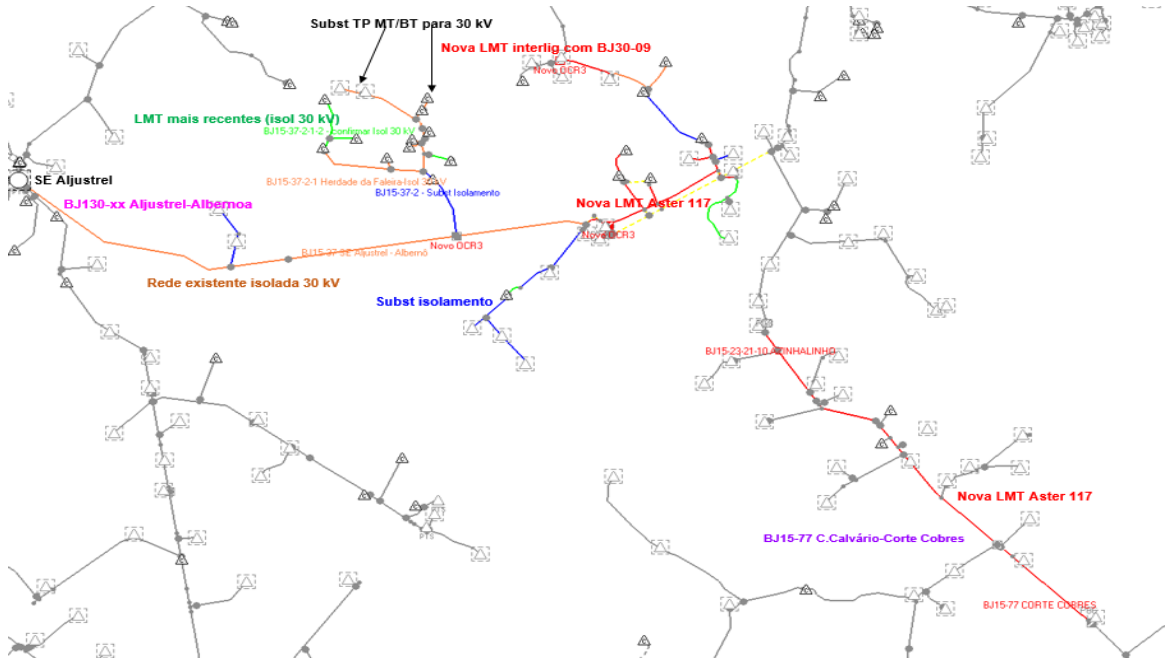 Subst TP MT/BT para 30 kV
Nova LMT interlig com BJ30-09
Novo OCR3
LMT mais recentes (isol 30 kV)
BJ15-37-2-1-2 - confirmar Isol 30 kV
SE Aljustrel
BJ15-37-2-1 Herdade da Faleira-Isol 30 kV
BJ15-37-2 - Subst Isolamento
BJ130-xx Aljustrel-Albernoa
Nova LMT Aster 117
Novo OCR3
Novo OCR3
BJ15-37 SE Aljustrel - Albernô
Rede existente isolada 30 kV
Subst isolamento
BJ15-23-21-10 AZINHALINHO
Nova LMT Aster 117
BJ15-77 C.Calvário-Corte Cobres
BJ15-77 CORTE COBRES